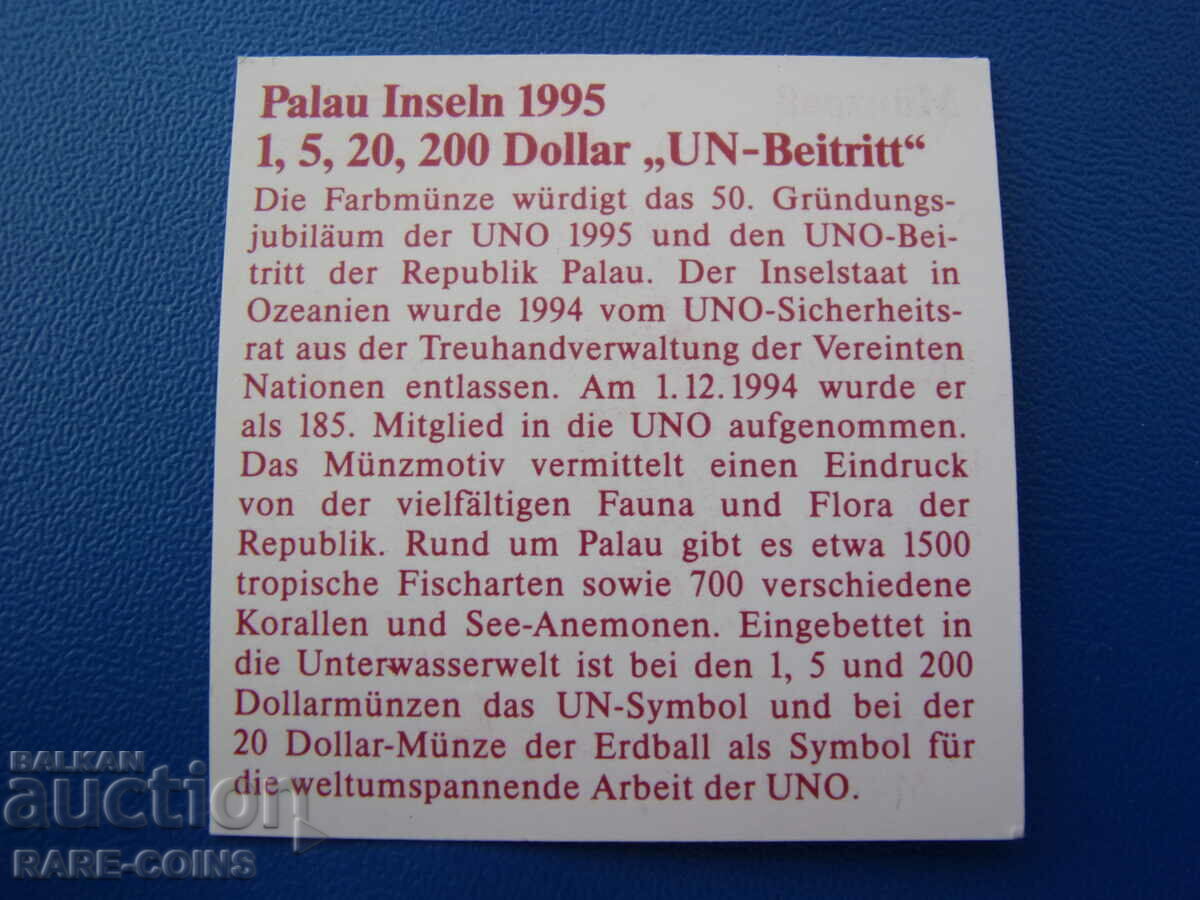 Palau Inseln 1995
1, 5, 20, 200 Dollar „UN-Beitritt“
Die Farbmünze würdigt das 50. Gründungs-
jubiläum der UNO 1995 und den UNO-Bei-
tritt der Republik Palau. Der Inselstaat in
Ozeanien wurde 1994 vom UNO-Sicherheits-
rat aus der Treuhandverwaltung der Vereinten
Nationen entlassen. Am 1. 12. 1994 wurde er
als 185. Mitglied in die UNO aufgenommen.
Das Münzmotiv vermittelt einen Eindruck
von der vielfältigen Fauna und Flora der
Republik. Rund um Palau gibt es etwa 1500
tropische Fischarten sowie 700 verschiedene
Korallen und See-Anemonen. Eingebettet in
die Unterwasserwelt ist bei den 1, 5 und 200
Dollarmünzen das UN-Symbol und bei der
20 Dollar-Münze der Erdball als Symbol für
die weltumspannende Arbeit der UNO.
BALKAN
auction
RARE-COINS